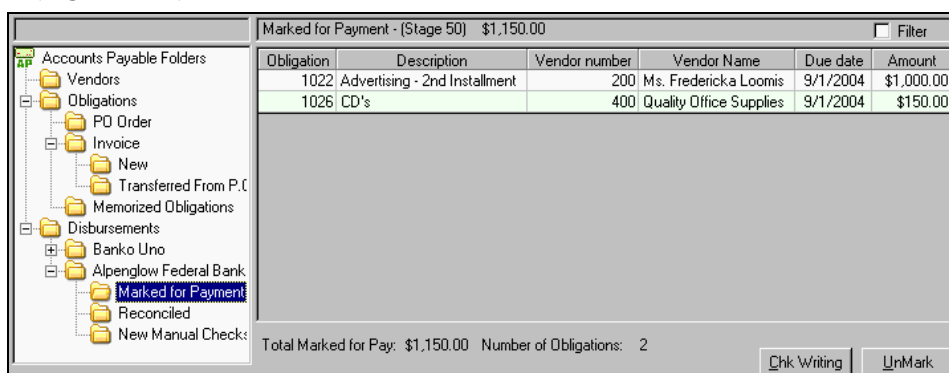 Marked for Payment - (Stage 50) $1,150.00 Filter
AP Accounts Payable Folders
Vendors
Obligations
PO Order
Invoice
New
Transferred From P.O
Memorized Obligations
Disbursements
Banko Uno
Alpenglow Federal Bank
Marked for Payment
Reconciled
New Manual Checks
Obligation Description Vendor number Vendor Name Due date Amount
1022 Advertising - 2nd Installment 200 Ms. Fredericka Loomis 9/1/2004 $1,000.00
1026 CD's 400 Quality Office Supplies 9/1/2004 $150.00
Total Marked for Pay: $1,150.00 Number of Obligations: 2
Chk Writing UnMark